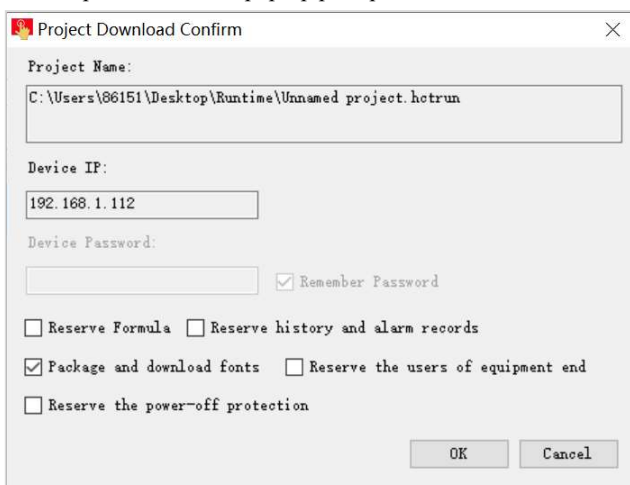 Project Download Confirm
Project Name:
C:\Users\86151\Desktop\Runtime\Unnamed project.hctrun
Device IP:
192.168.1.112
Device Password:
Remember Password
Reserve Formula Reserve history and alarm records
Package and download fonts Reserve the users of equipment end
Reserve the power-off protection
OK Cancel